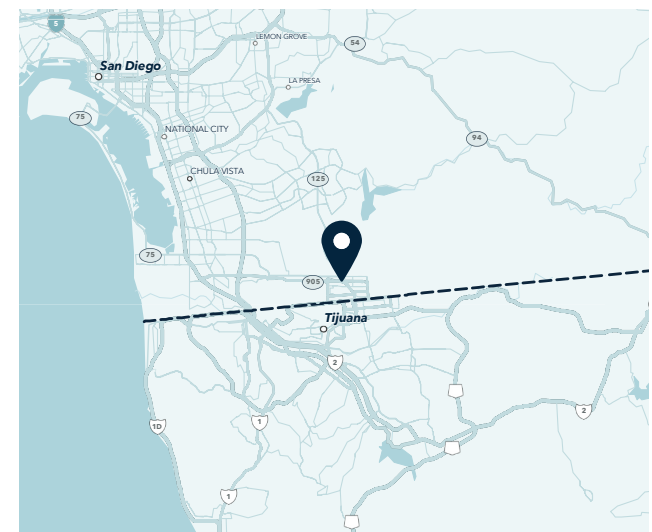 5
LEMON GROVE
54
San Diego
LA PRESA
75
NATIONAL CITY
94
CHULA VISTA
125
75
905
Tijuana
2
2
1D
1
1